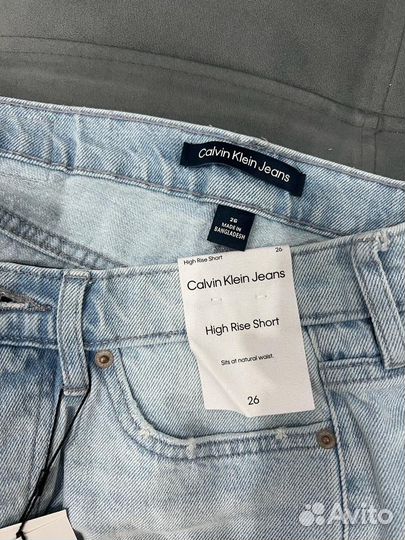 Calvin Klein Jeans
26
MADE IN
BANGLADESH
High Rise Short 26
Calvin Klein Jeans
High Rise Short
Sits at natural waist.
26
Avito